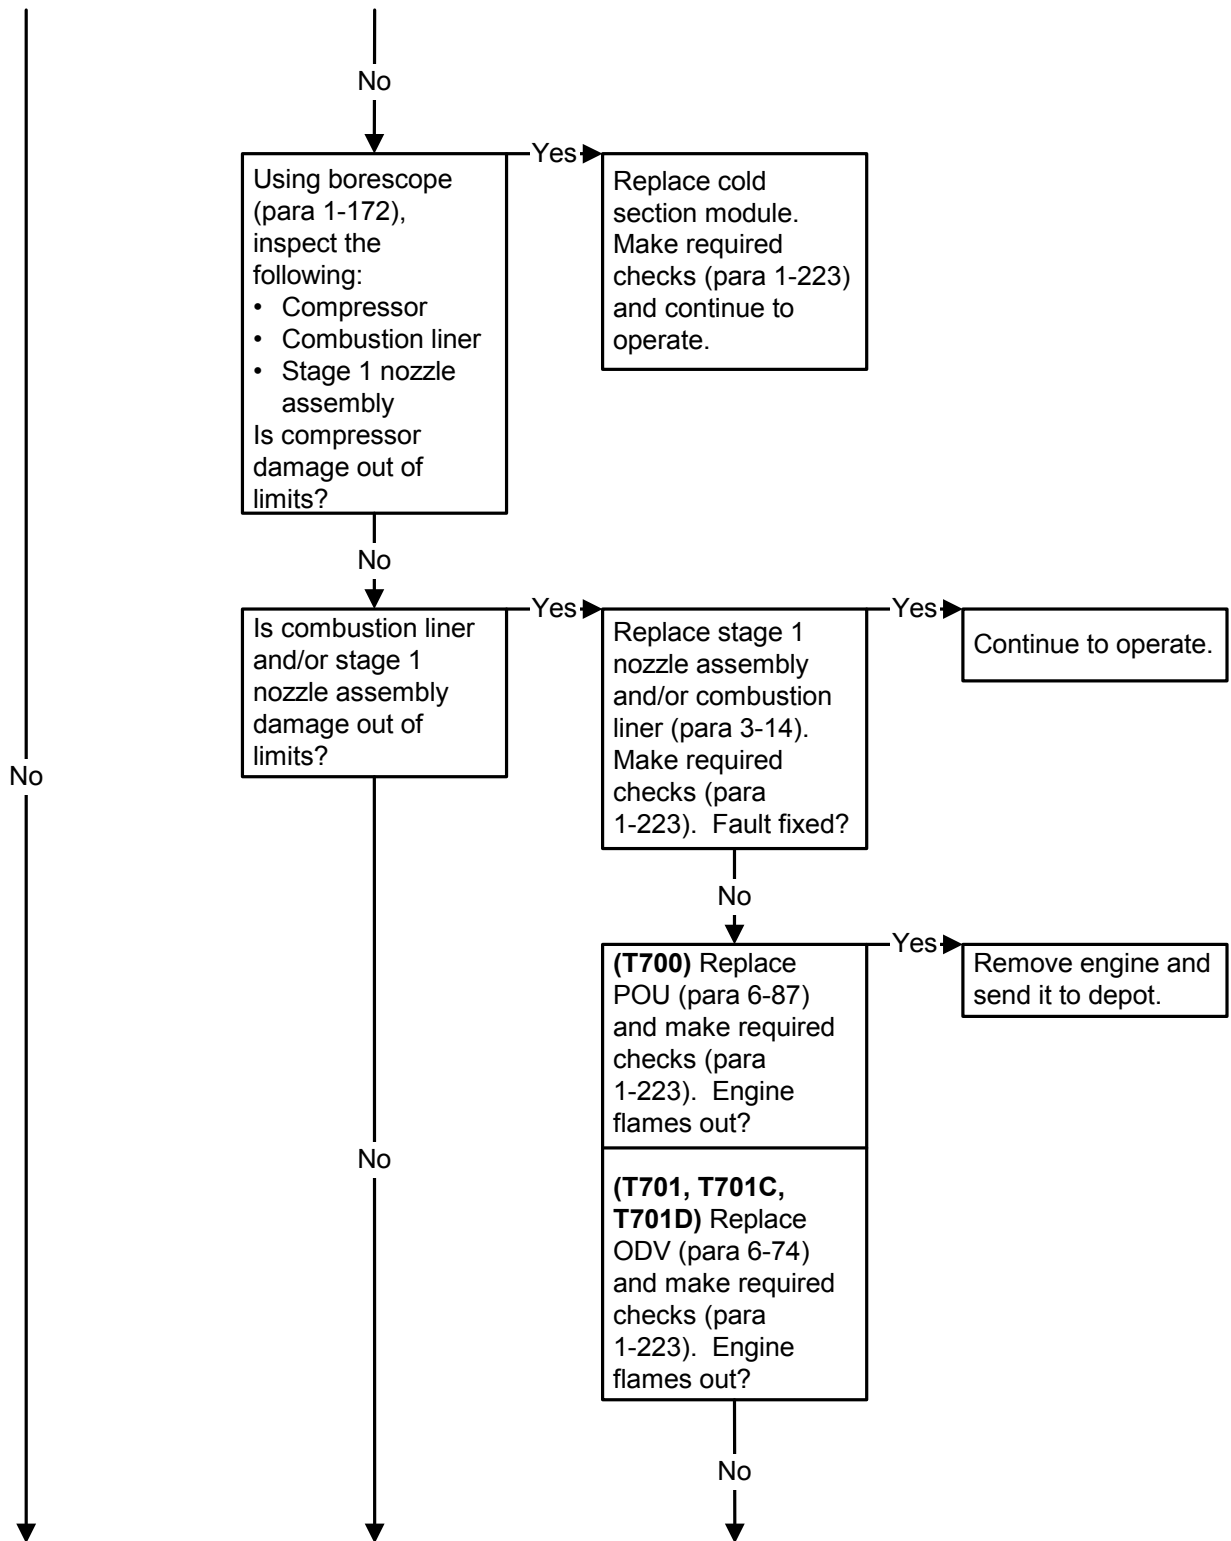 No
Yes
Using borescope
(para 1-172),
inspect the
following:
• Compressor
• Combustion liner
• Stage 1 nozzle
assembly
Is compressor
damage out of
limits?
Replace cold
section module.
Make required
checks (para 1-223)
and continue to
operate.
No
Yes
Yes
Is combustion liner
and/or stage 1
nozzle assembly
damage out of
limits?
Replace stage 1
nozzle assembly
and/or combustion
liner (para 3-14).
Make required
checks (para
1-223).  Fault fixed?
Continue to operate.
No
No
Yes
(T700) Replace
POU (para 6-87)
and make required
checks (para
1-223).  Engine
flames out?
Remove engine and
send it to depot.
No
(T701, T701C,
T701D) Replace
ODV (para 6-74)
and make required
checks (para
1-223).  Engine
flames out?
No